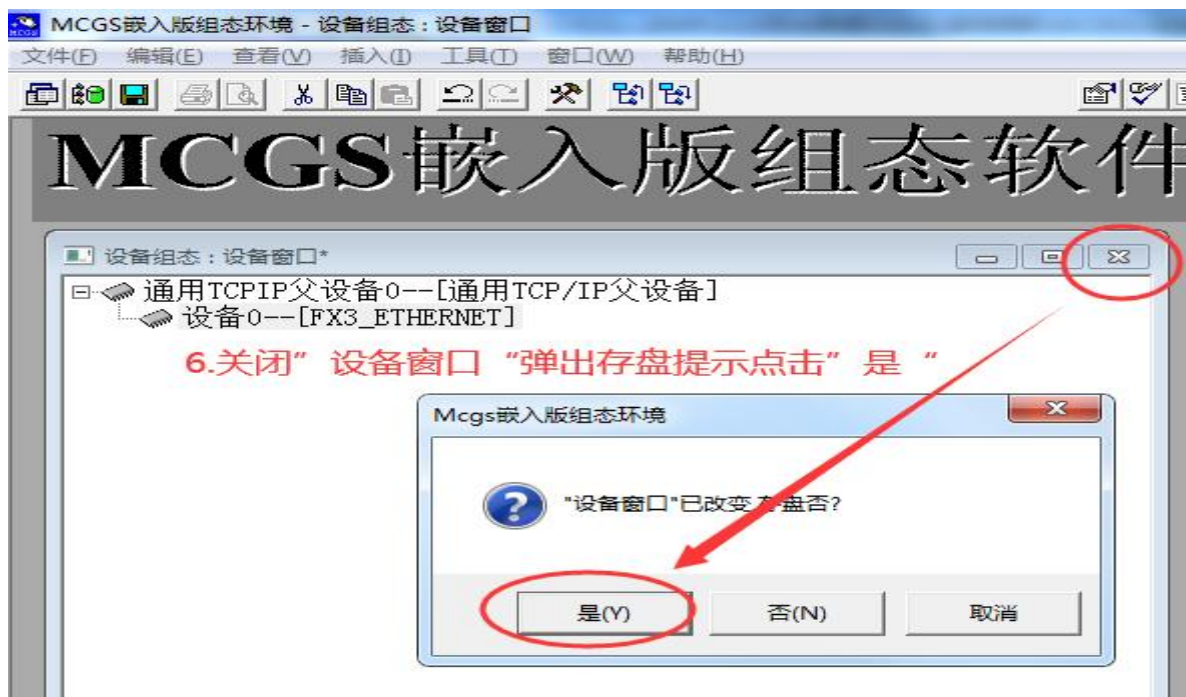 MCGS嵌入版组态环境 - 设备组态 : 设备窗口
文件(F) 编辑(E) 查看(V) 插入(I) 工具(T) 窗口(W) 帮助(H)
MCGS嵌入版组态软件
设备组态 : 设备窗口*
通用TCPIP父设备0--[通用TCP/IP父设备]
设备0--[FX3_ETHERNET]
6.关闭”设备窗口“弹出存盘提示点击”是“
Mcgs嵌入版组态环境
"设备窗口"已改变,存盘否?
是(Y) 否(N) 取消